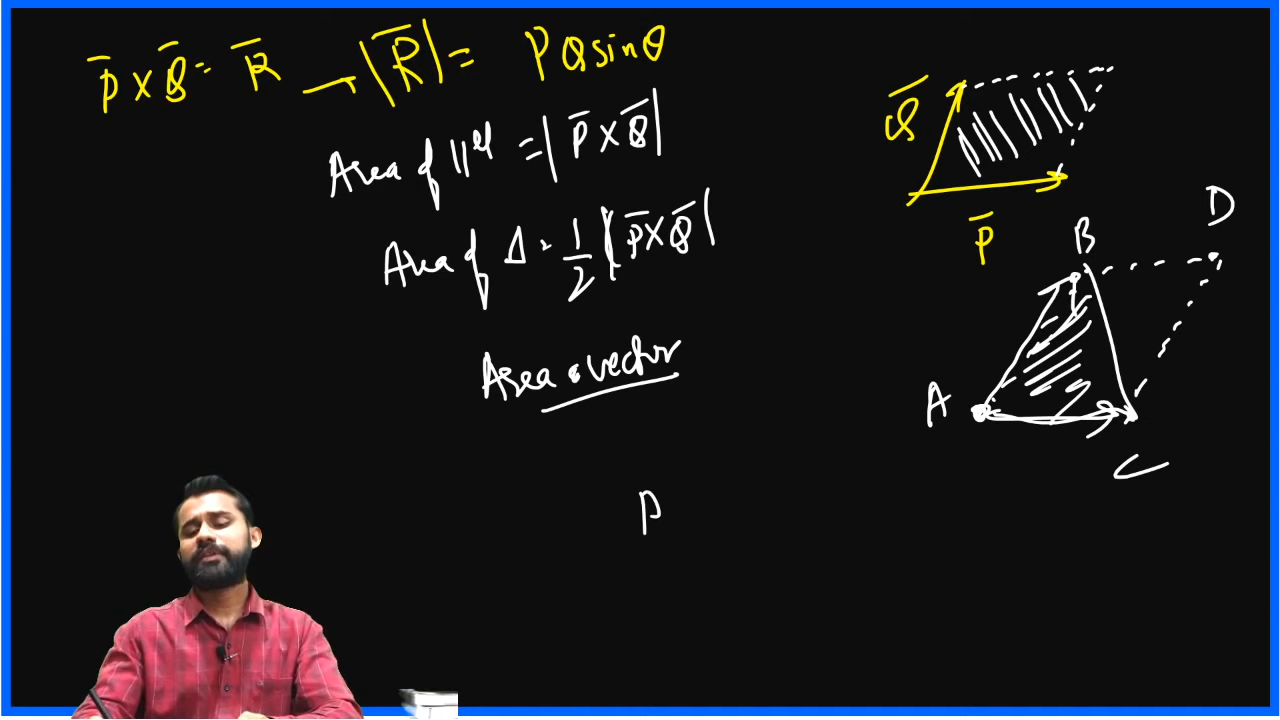 P̅ × Q̅ = R̅ → |R̅| = PQ sinθ
Area of ||ᵍᵐ = |P̅ × Q̅|
Area of Δ = 1/2 |P̅ × Q̅|
Area vector
P
Q̅
P̅
B
D
A
C